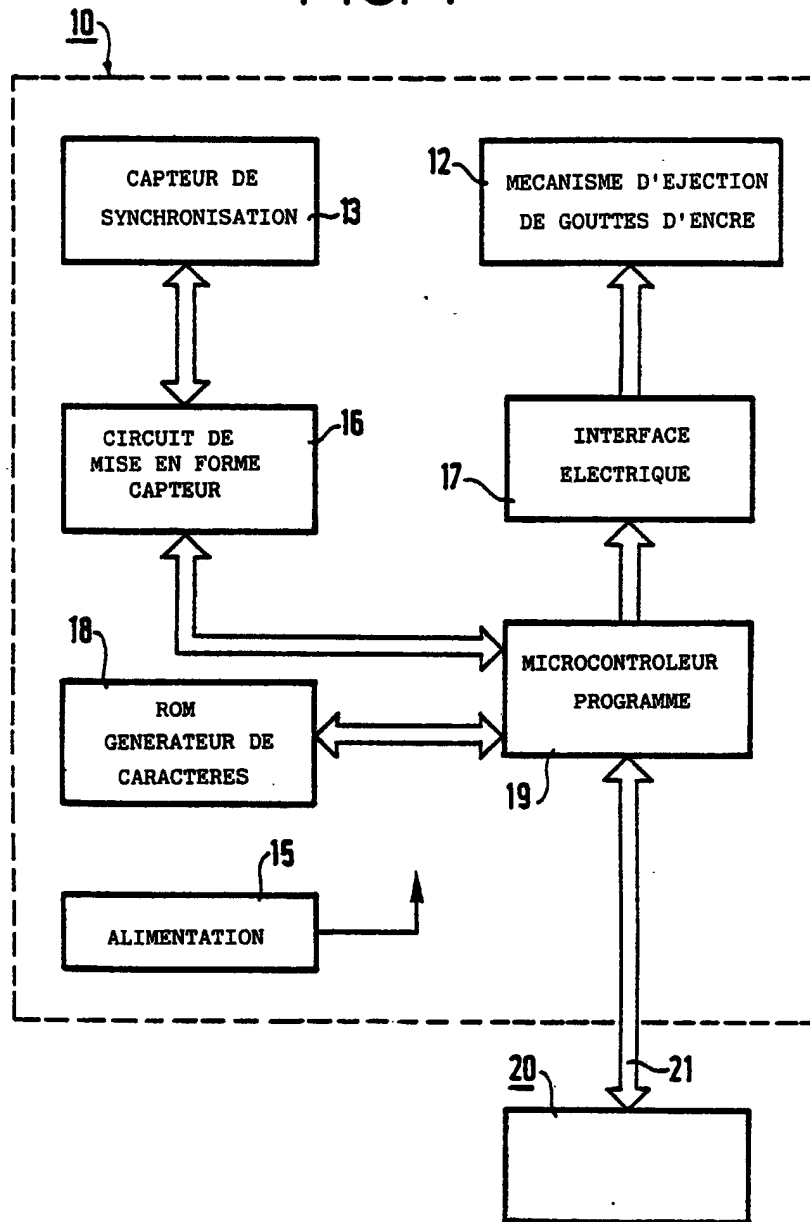 10
CAPTEUR DE
SYNCHRONISATION
13
12
MECANISME D'EJECTION
DE GOUTTES D'ENCRE
CIRCUIT DE
MISE EN FORME
CAPTEUR
16
INTERFACE
ELECTRIQUE
17
18
ROM
GENERATEUR DE
CARACTERES
MICROCONTROLEUR
PROGRAMME
19
15
ALIMENTATION
20
21